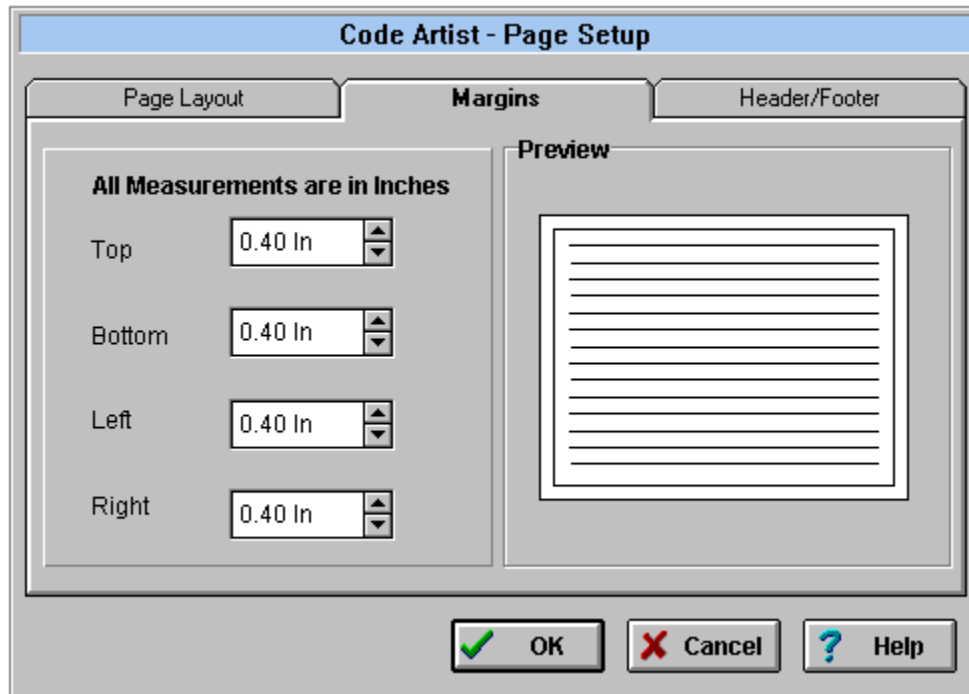 Code Artist - Page Setup
Page Layout
Margins
Header/Footer
All Measurements are in Inches
Top
0.40 In
Bottom
0.40 In
Left
0.40 In
Right
0.40 In
Preview
OK
Cancel
? Help